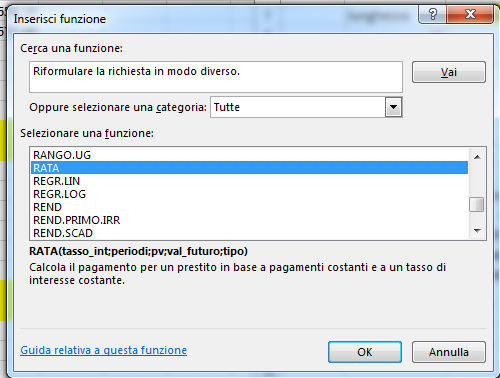 Inserisci funzione
Cerca una funzione:
Riformulare la richiesta in modo diverso.
Vai
Oppure selezionare una categoria: Tutte
Selezionare una funzione:
RANGO.UG
RATA
REGR.LIN
REGR.LOG
REND
REND.PRIMO.IRR
REND.SCAD
RATA(tasso_int;periodi;pv;val_futuro;tipo)
Calcola il pagamento per un prestito in base a pagamenti costanti e a un tasso di
interesse costante.
Guida relativa a questa funzione
OK
Annulla